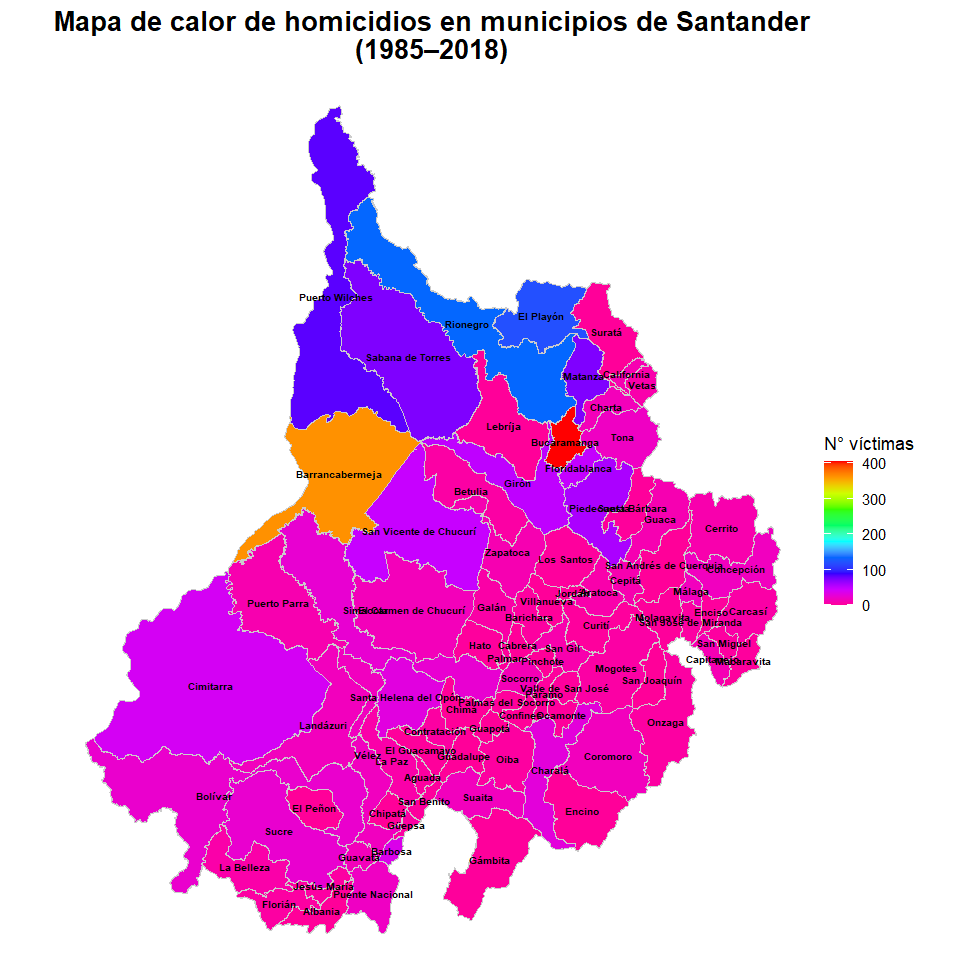 Mapa de calor de homicidios en municipios de Santander
(1985–2018)
Puerto Wilches
Rionegro
El Playón
Suratá
Sabana de Torres
Matanza
California
Vetas
Charta
Lebríja
Bucaramanga
Tona
N° víctimas
400
300
200
100
0
Barrancabermeja
Floridablanca
Girón
Betulia
Piedecuesta
Santa Bárbara
Guaca
Cerrito
San Vicente de Chucurí
Zapatoca
Los Santos
San Andrés de Cuerquia
Concepción
Cepitá
Málaga
Puerto Parra
Simacota
El Carmen de Chucurí
Galán
Villanueva
Jordán
Aratoca
Barichara
Curití
Molagavita
San José de Miranda
Enciso
Carcasí
Hato
Cabrera
San Gil
San Miguel
Palmar
Pinchote
Capitanejo
Macaravita
Mogotes
San Joaquín
Socorro
Valle de San José
Cimitarra
Santa Helena del Opón
Páramo
Palmas del Socorro
Chima
Confines
Ocamonte
Landázuri
Contratación
Guapotá
Onzaga
Vélez
La Paz
El Guacamayo
Guadalupe
Oiba
Coromoro
Aguada
Charalá
Bolívar
San Benito
Suaita
El Peñon
Chipatá
Encino
Sucre
Güepsa
Barbosa
Guavatá
La Belleza
Gámbita
Jesús María
Puente Nacional
Florián
Albania